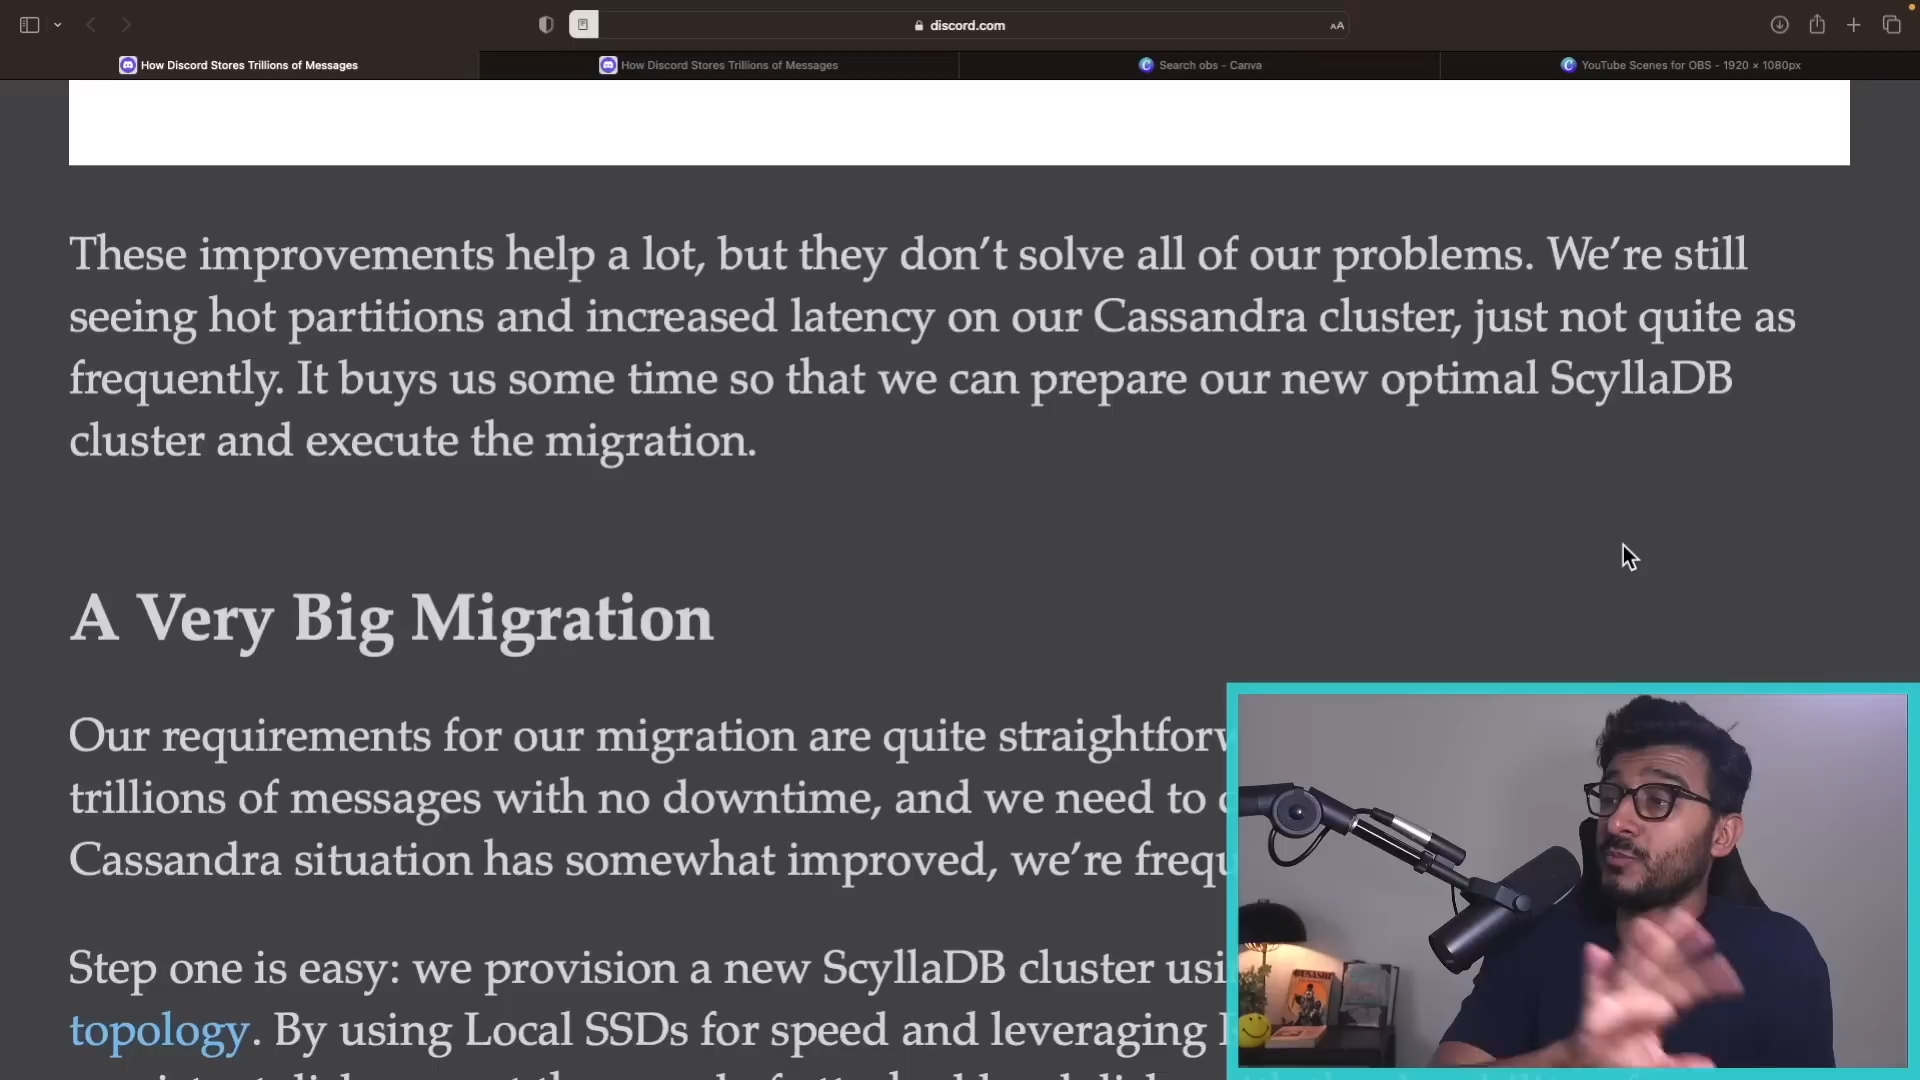 discord.com
AA
How Discord Stores Trillions of Messages
How Discord Stores Trillions of Messages
Search obs - Canva
YouTube Scenes for OBS - 1920 × 1080px
These improvements help a lot, but they don’t solve all of our problems. We’re still
seeing hot partitions and increased latency on our Cassandra cluster, just not quite as
frequently. It buys us some time so that we can prepare our new optimal ScyllaDB
cluster and execute the migration.
A Very Big Migration
Our requirements for our migration are quite
trillions of messages with no downtime, and we need to
Cassandra situation has somewhat improved, we’re
Step one is easy: we provision a new ScyllaDB cluster
topology. By using Local SSDs for speed and leveraging
MUSASHI